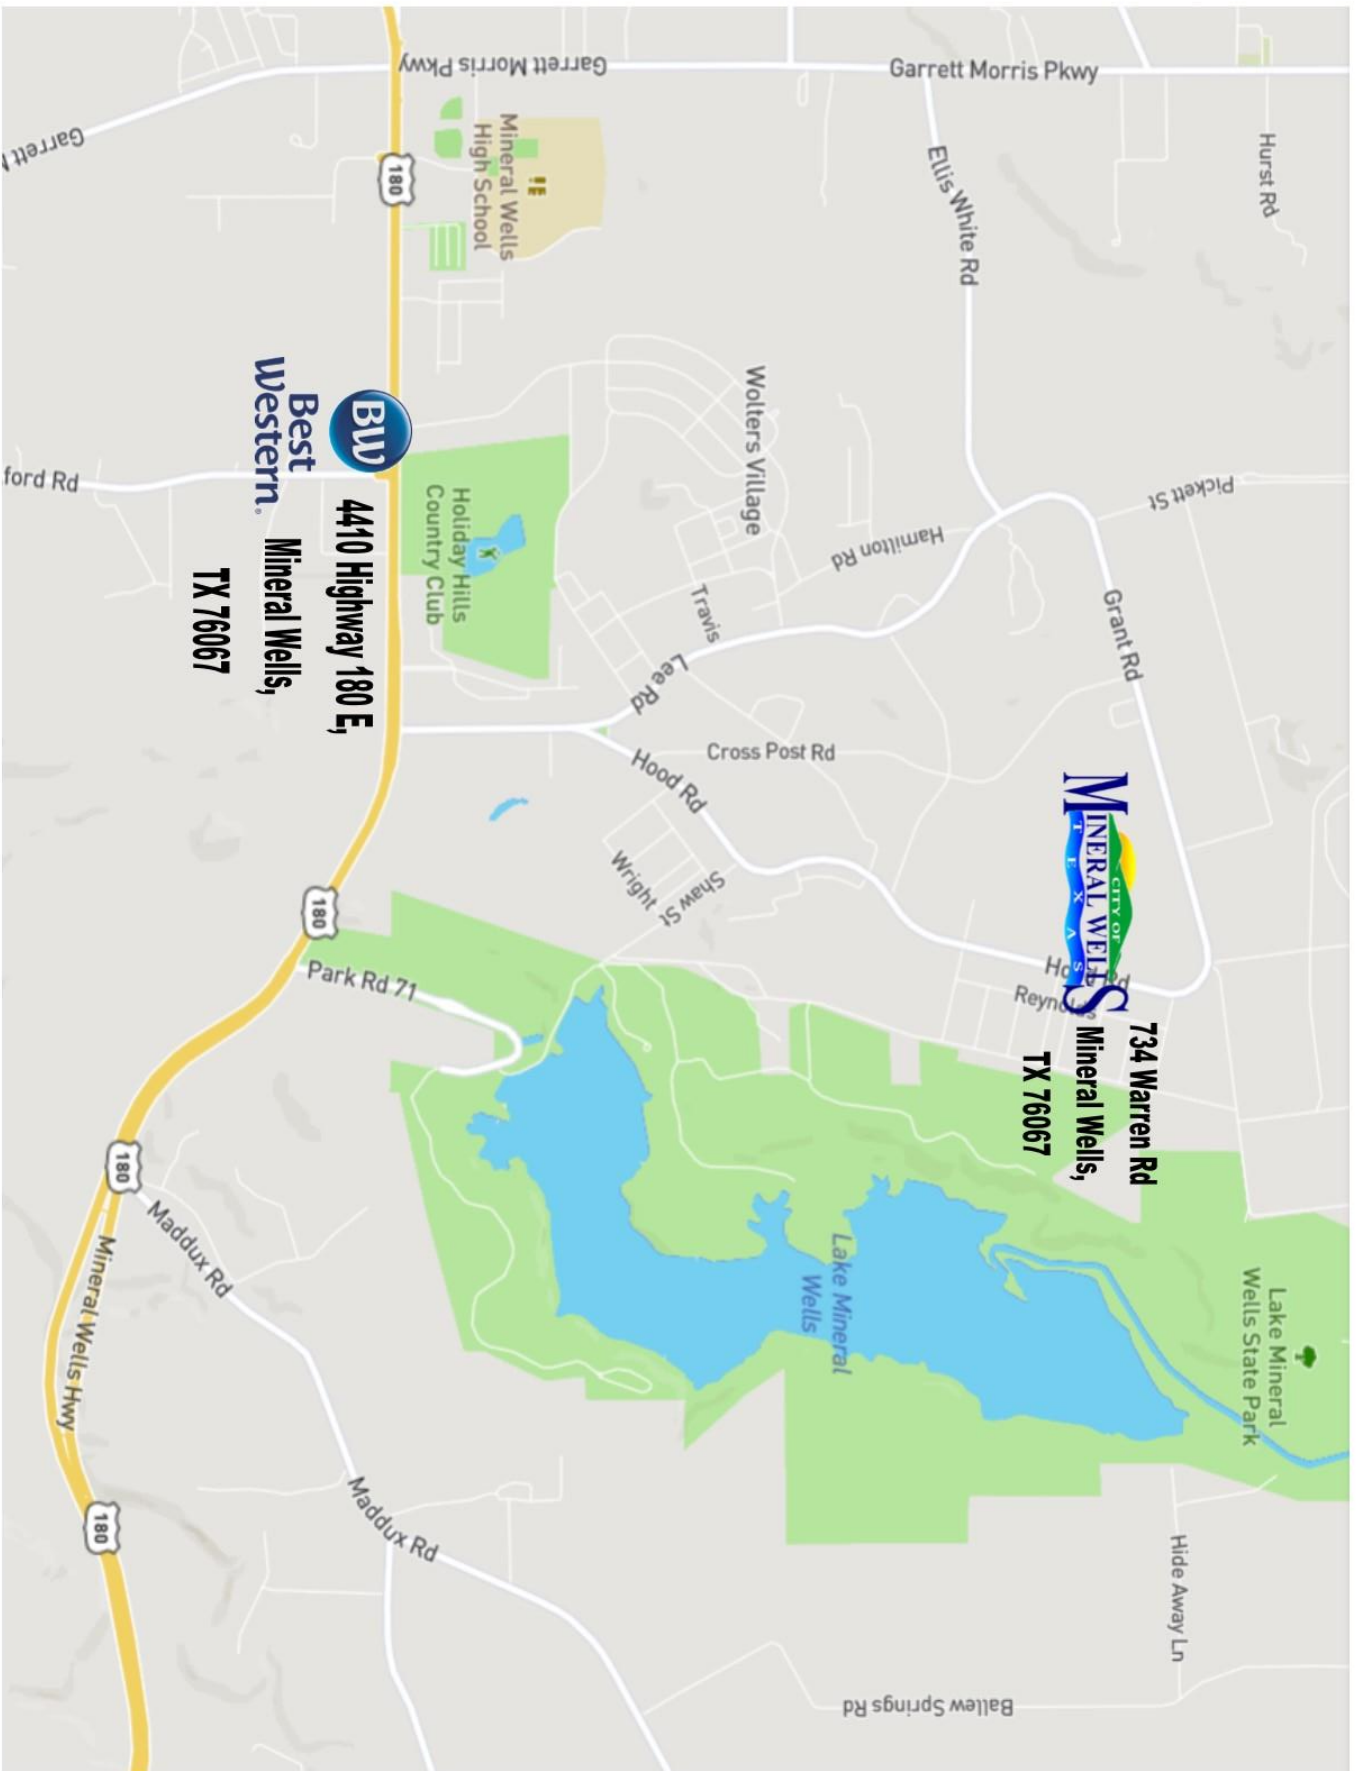 Garrett Morris Pkwy
Garrett Morris Pkwy
Garrett
Hurst Rd
Ellis White Rd
180
Mineral Wells
High School
Wolters Village
Pickett St
Hamilton Rd
BW
Best
Western.
4410 Highway 180 E,
Mineral Wells,
TX 76067
ford Rd
Holiday Hills
Country Club
Travis
Lee Rd
Grant Rd
Cross Post Rd
Hood Rd
Wright
Shaw St
CITY OF
MINERAL WELLS
TEXAS
Reynolds
734 Warren Rd
Mineral Wells,
TX 76067
180
Park Rd 71
Lake Mineral
Wells
Lake Mineral
Wells State Park
180
Maddux Rd
Mineral Wells Hwy
Maddux Rd
180
Hide Away Ln
Ballew Springs Rd